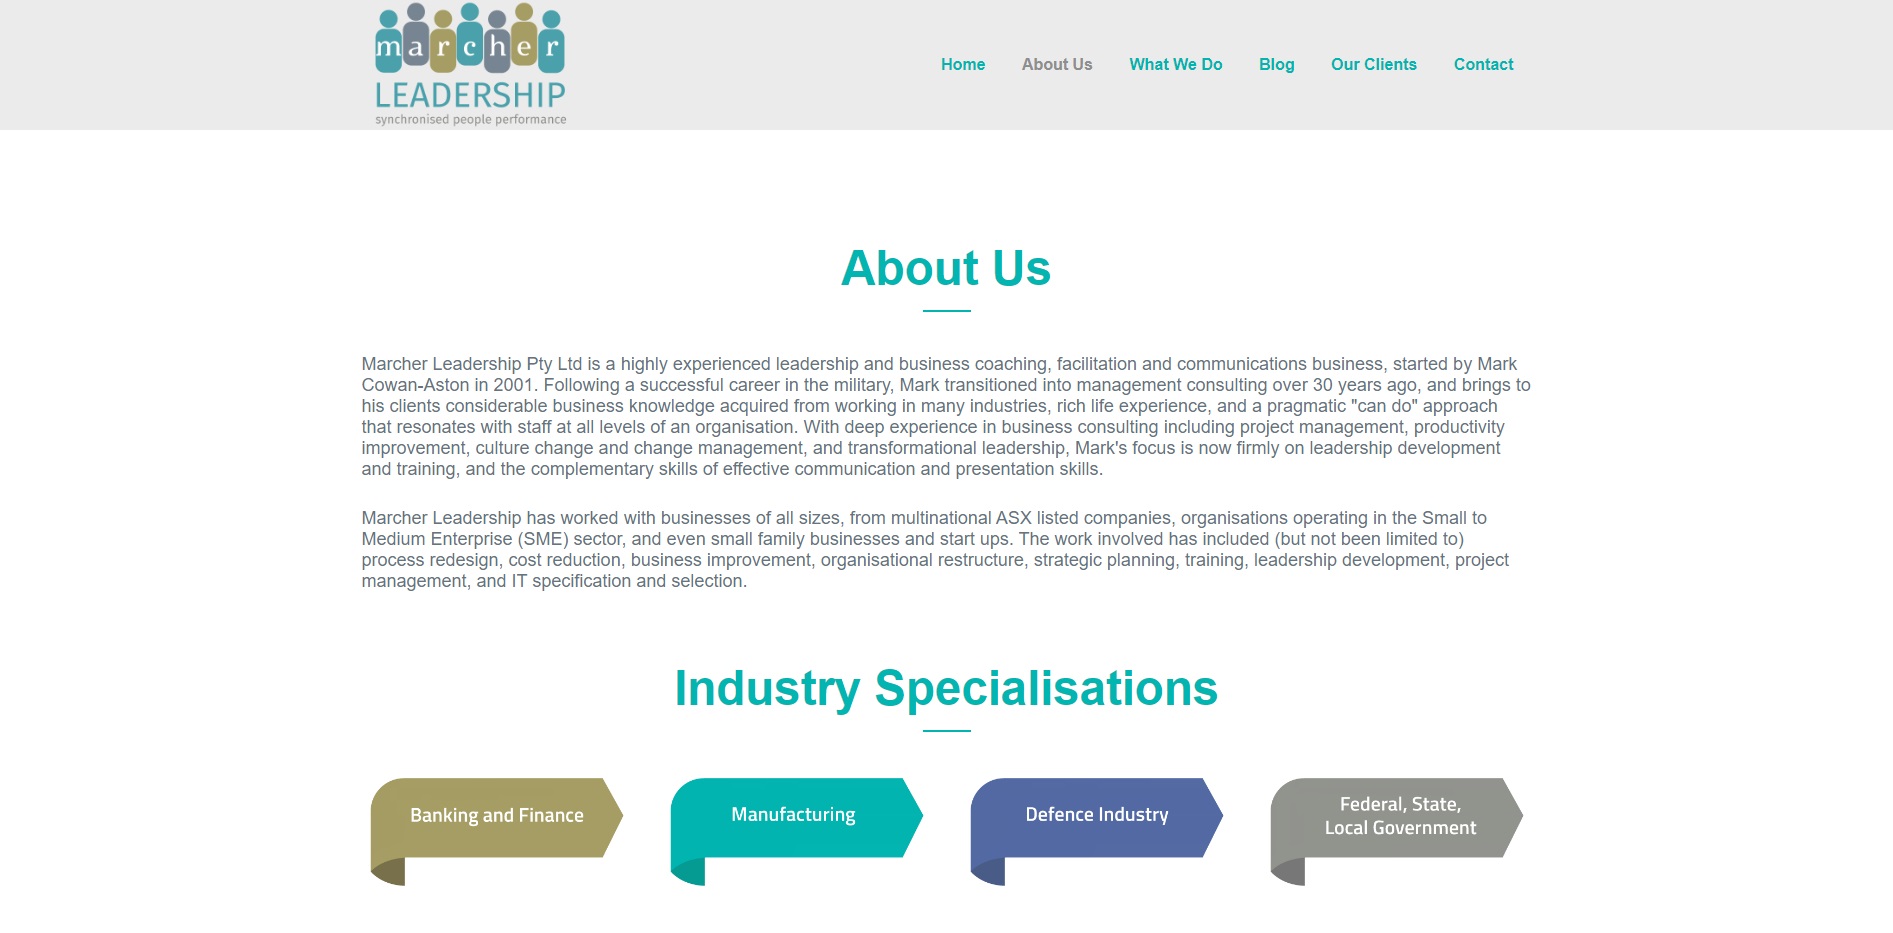 marcher
LEADERSHIP
synchronised people performance
Home About Us What We Do Blog Our Clients Contact
About Us
Marcher Leadership Pty Ltd is a highly experienced leadership and business coaching, facilitation and communications business, started by Mark
Cowan-Aston in 2001. Following a successful career in the military, Mark transitioned into management consulting over 30 years ago, and brings to
his clients considerable business knowledge acquired from working in many industries, rich life experience, and a pragmatic "can do" approach
that resonates with staff at all levels of an organisation. With deep experience in business consulting including project management, productivity
improvement, culture change and change management, and transformational leadership, Mark's focus is now firmly on leadership development
and training, and the complementary skills of effective communication and presentation skills.
Marcher Leadership has worked with businesses of all sizes, from multinational ASX listed companies, organisations operating in the Small to
Medium Enterprise (SME) sector, and even small family businesses and start ups. The work involved has included (but not been limited to)
process redesign, cost reduction, business improvement, organisational restructure, strategic planning, training, leadership development, project
management, and IT specification and selection.
Industry Specialisations
Banking and Finance
Manufacturing
Defence Industry
Federal, State,
Local Government